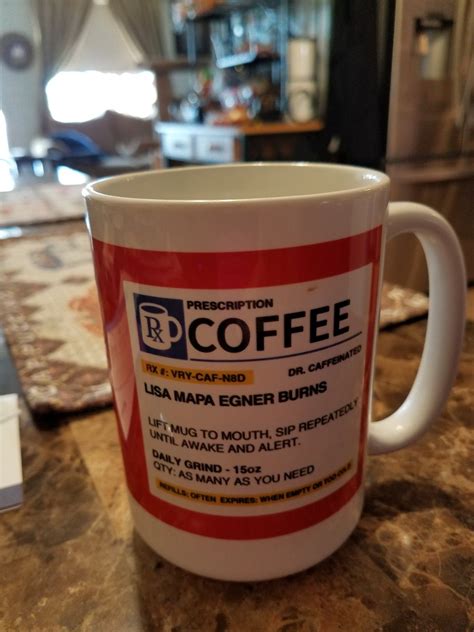 PRESCRIPTION
Rx COFFEE
RX #: VRY-CAF-N8D
DR. CAFFEINATED
LISA MAPA EGNER BURNS
LIFT MUG TO MOUTH, SIP REPEATEDLY
UNTIL AWAKE AND ALERT.
DAILY GRIND - 15oz
QTY: AS MANY AS YOU NEED
REFILLS: OFTEN EXPIRES: WHEN EMPTY OR TOO COLD